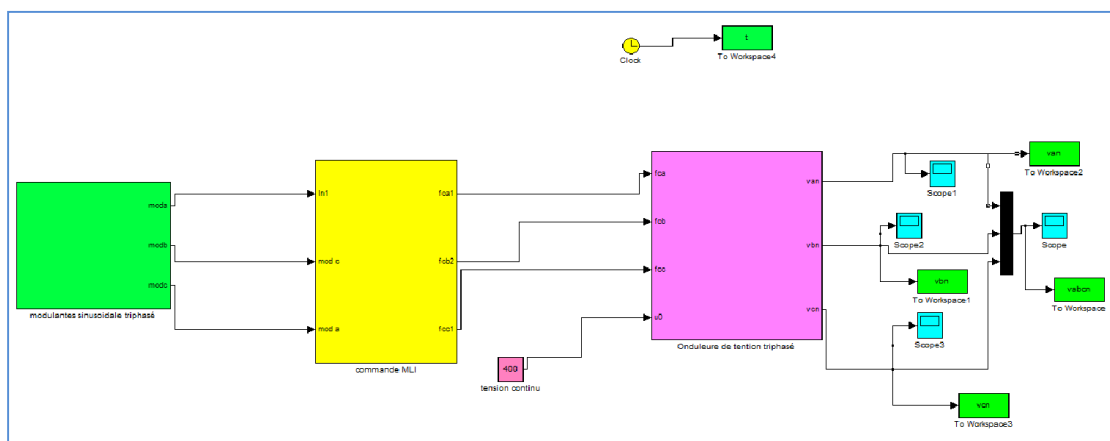 t
Clock
To Workspace4
moda
modb
modc
modulantes sinusoidale triphasé
In1
mod c
mod a
fca1
fcb2
fcc1
commande MLI
400
tension continu
fca
fcb
fcc
u0
van
vbn
vcn
Onduleure de tention triphasé
Scope1
van
To Workspace2
Scope2
Scope
vbn
To Workspace1
vabcn
To Workspace
Scope3
vcn
To Workspace3